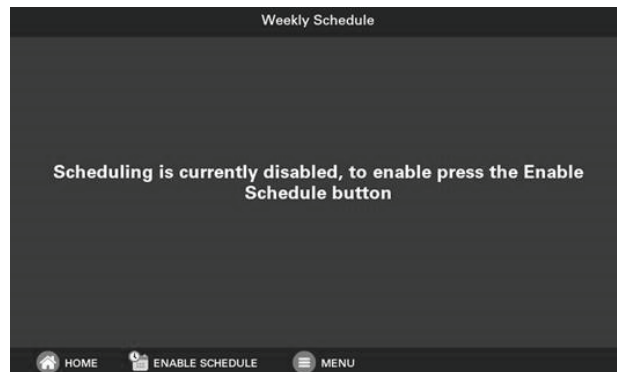 Weekly Schedule
Scheduling is currently disabled, to enable press the Enable
Schedule button
HOME ENABLE SCHEDULE MENU